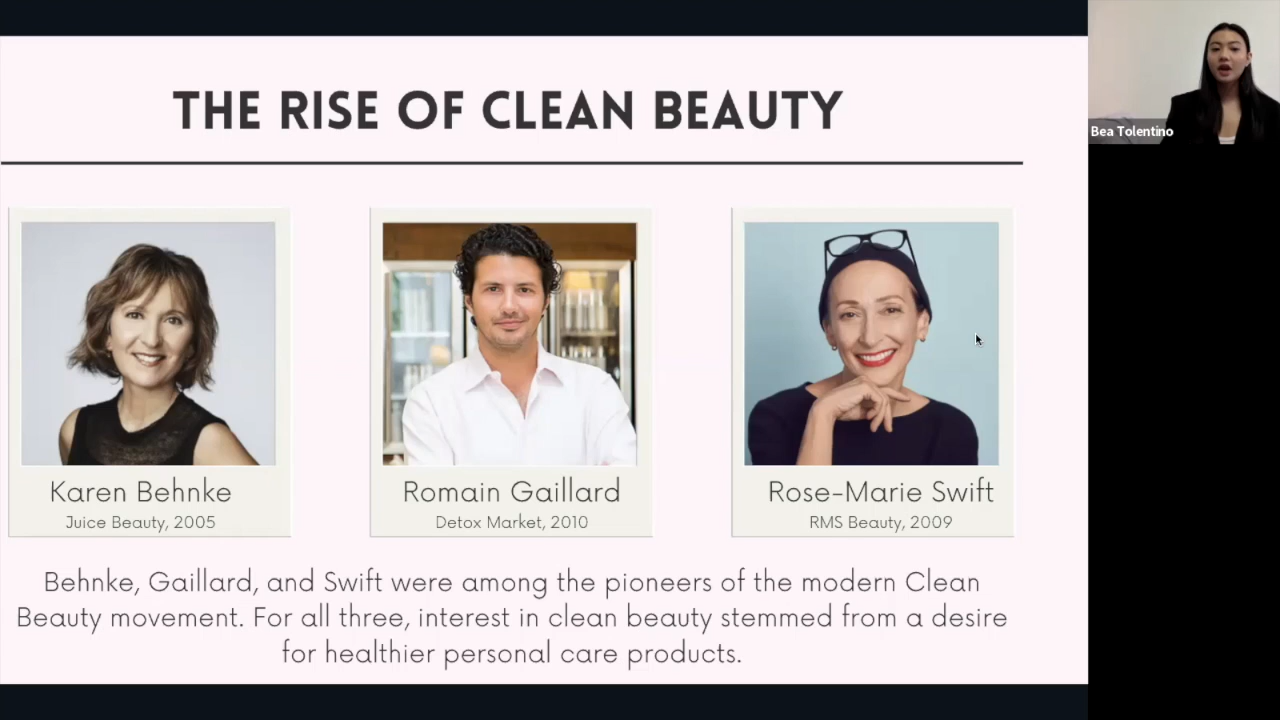 THE RISE OF CLEAN BEAUTY
Bea Tolentino
Karen Behnke
Juice Beauty, 2005
Romain Gaillard
Detox Market, 2010
Rose-Marie Swift
RMS Beauty, 2009
Behnke, Gaillard, and Swift were among the pioneers of the modern Clean
Beauty movement. For all three, interest in clean beauty stemmed from a desire
for healthier personal care products.